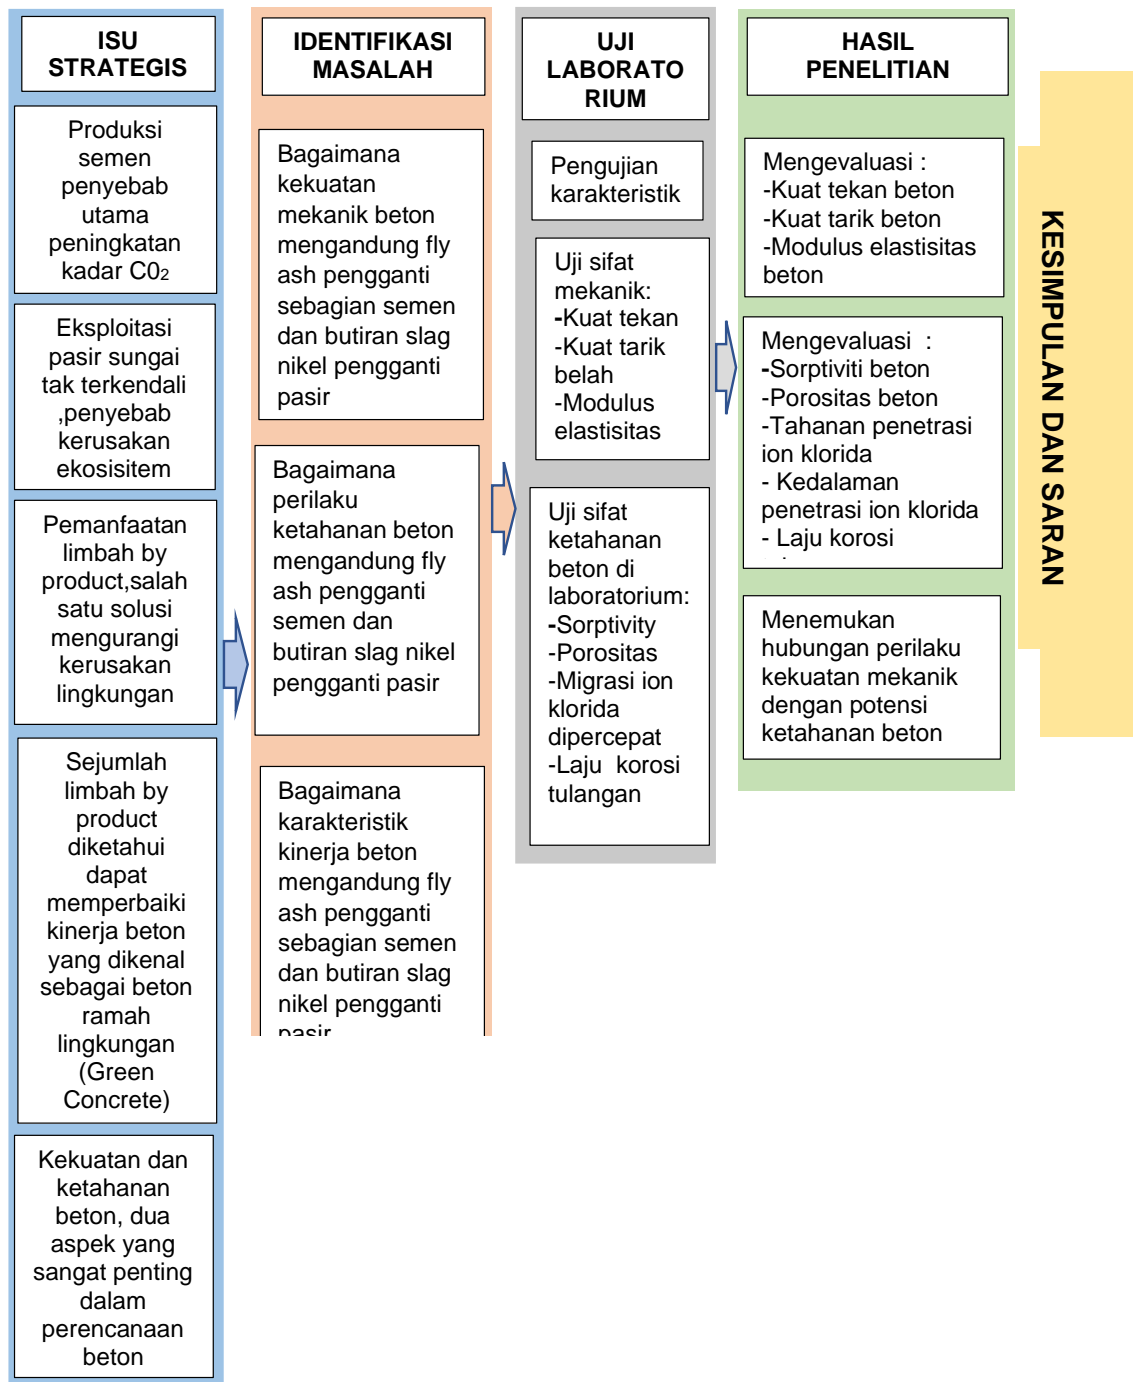 ISU
STRATEGIS
Produksi
semen
penyebab
utama
peningkatan
kadar C0₂
Eksploitasi
pasir sungai
tak terkendali
,penyebab
kerusakan
ekosisitem
Pemanfaatan
limbah by
product,salah
satu solusi
mengurangi
kerusakan
lingkungan
Sejumlah
limbah by
product
diketahui
dapat
memperbaiki
kinerja beton
yang dikenal
sebagai beton
ramah
lingkungan
(Green
Concrete)
Kekuatan dan
ketahanan
beton, dua
aspek yang
sangat penting
dalam
perencanaan
beton
IDENTIFIKASI
MASALAH
Bagaimana
kekuatan
mekanik beton
mengandung fly
ash pengganti
sebagian semen
dan butiran slag
nikel pengganti
pasir
Bagaimana
perilaku
ketahanan beton
mengandung fly
ash pengganti
semen dan
butiran slag nikel
pengganti pasir
Bagaimana
karakteristik
kinerja beton
mengandung fly
ash pengganti
sebagian semen
dan butiran slag
nikel pengganti
pasir
UJI
LABORATO
RIUM
Pengujian
karakteristik
Uji sifat
mekanik:
-Kuat tekan
-Kuat tarik
belah
-Modulus
elastisitas
Uji sifat
ketahanan
beton di
laboratorium:
-Sorptivity
-Porositas
-Migrasi ion
klorida
dipercepat
-Laju korosi
tulangan
HASIL
PENELITIAN
Mengevaluasi :
-Kuat tekan beton
-Kuat tarik beton
-Modulus elastisitas
beton
Mengevaluasi :
-Sorptiviti beton
-Porositas beton
-Tahanan penetrasi
ion klorida
- Kedalaman
penetrasi ion klorida
- Laju korosi
Menemukan
hubungan perilaku
kekuatan mekanik
dengan potensi
ketahanan beton
KESIMPULAN DAN SARAN